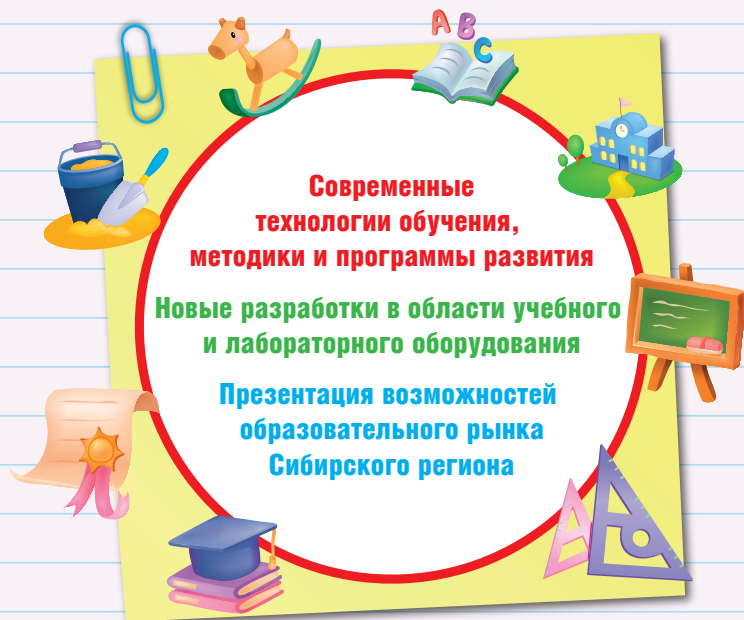 A B C
Современные
технологии обучения,
методики и программы развития
Новые разработки в области учебного
и лабораторного оборудования
Презентация возможностей
образовательного рынка
Сибирского региона